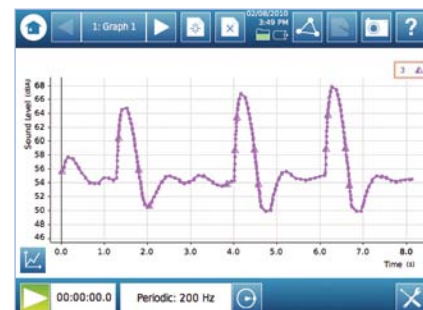 1: Graph 1
02/08/2010
3:49 PM
?
3
Sound Level (dBA)
68
66
64
62
60
58
56
54
52
50
48
46
0.0 1.0 2.0 3.0 4.0 5.0 6.0 7.0 8.0
Time (s)
00:00:00.0 Periodic: 200 Hz